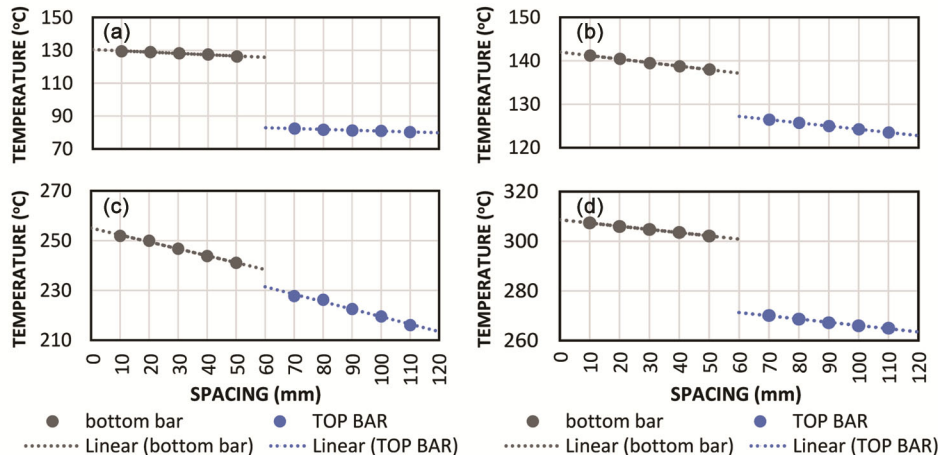 TEMPERATURE (°C)
150
130
110
90
70
(a)
TEMPERATURE (°C)
150
140
130
120
(b)
TEMPERATURE (°C)
270
250
230
210
(c)
0 10 20 30 40 50 60 70 80 90 100 110 120
SPACING (mm)
TEMPERATURE (°C)
320
300
280
260
(d)
0 10 20 30 40 50 60 70 80 90 100 110 120
SPACING (mm)
bottom bar TOP BAR
Linear (bottom bar) Linear (TOP BAR)
bottom bar TOP BAR
Linear (bottom bar) Linear (TOP BAR)